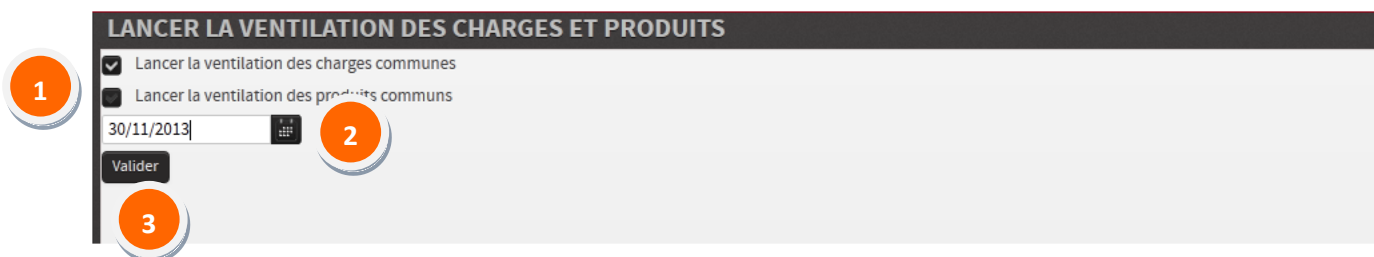 LANCER LA VENTILATION DES CHARGES ET PRODUITS
1
Lancer la ventilation des charges communes
Lancer la ventilation des produits communs
30/11/2013
2
Valider
3